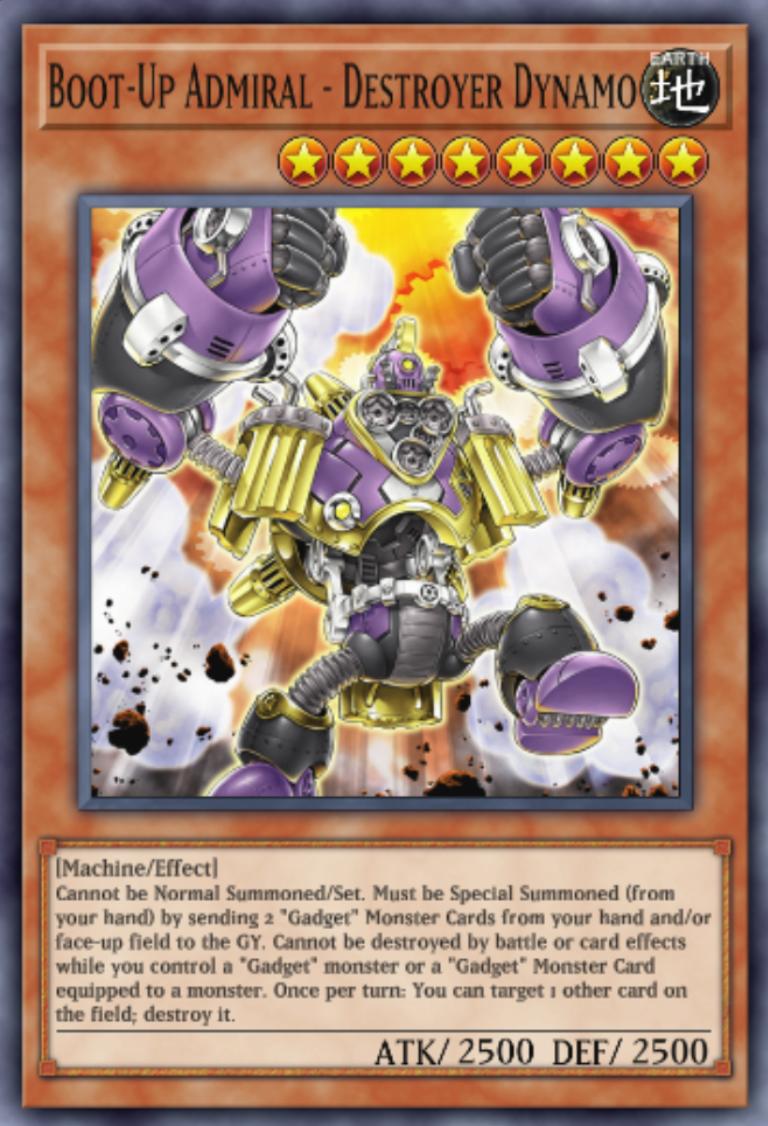 BOOT-UP ADMIRAL - DESTROYER DYNAMO
EARTH
地
[Machine/Effect]
Cannot be Normal Summoned/Set. Must be Special Summoned (from
your hand) by sending 2 "Gadget" Monster Cards from your hand and/or
face-up field to the GY. Cannot be destroyed by battle or card effects
while you control a "Gadget" monster or a "Gadget" Monster Card
equipped to a monster. Once per turn: You can target 1 other card on
the field; destroy it.
ATK/ 2500 DEF/ 2500